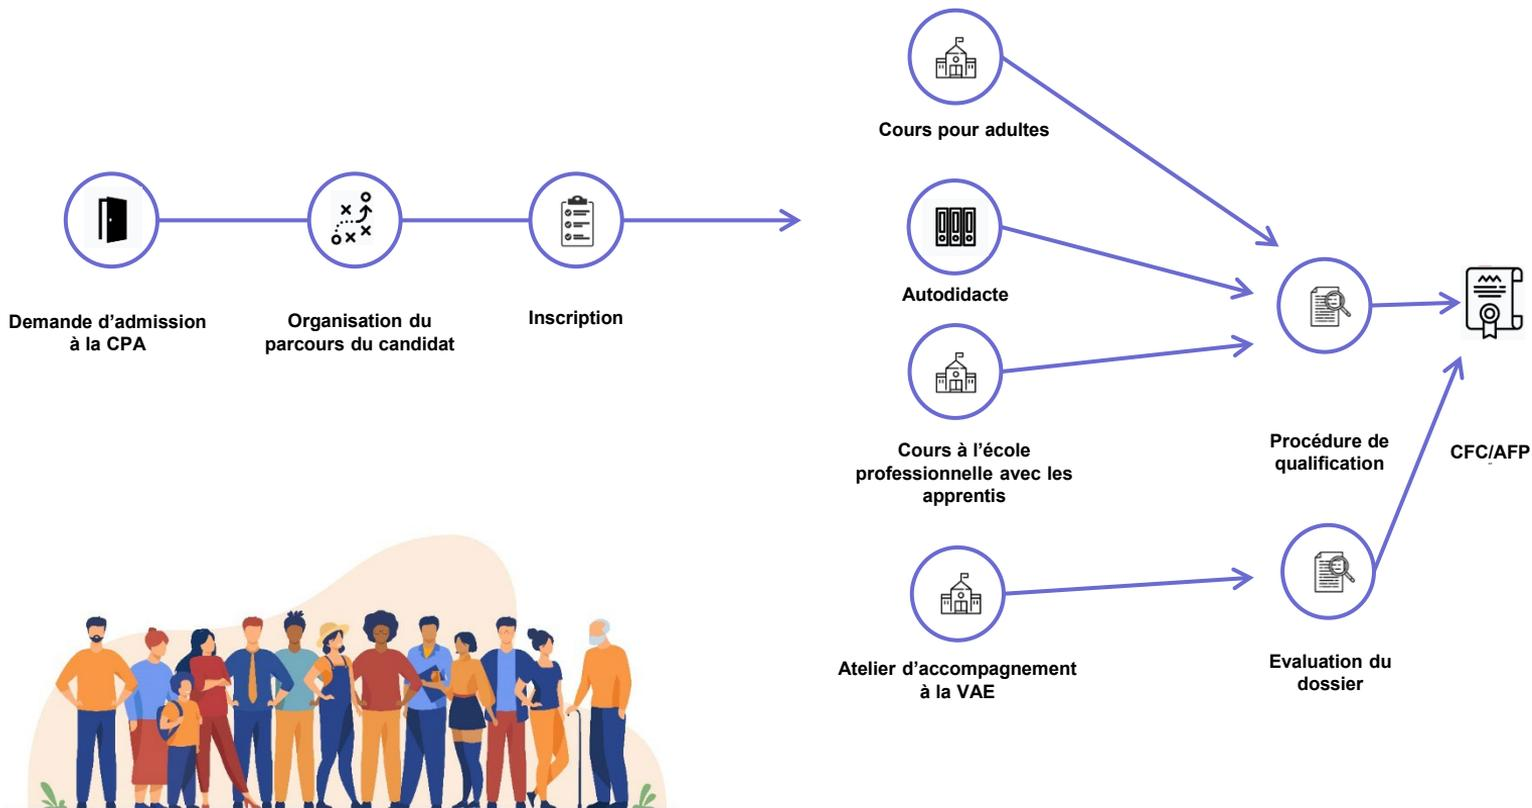 Demande d’admission
à la CPA
Organisation du
parcours du candidat
Inscription
Cours pour adultes
Autodidacte
Cours à l’école
professionnelle avec les
apprentis
Atelier d’accompagnement
à la VAE
Procédure de
qualification
Evaluation du
dossier
CFC/AFP